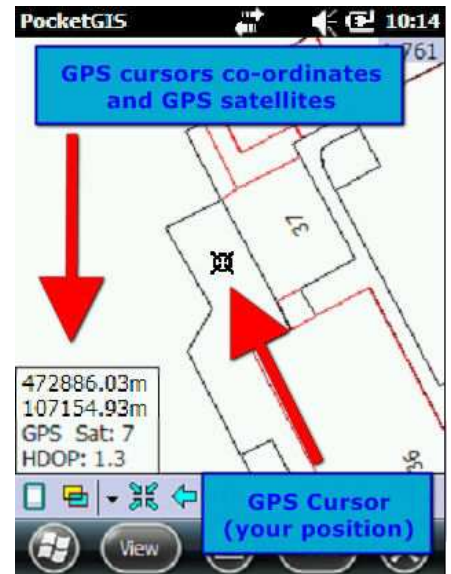 PocketGIS 10:14
761
GPS cursors co-ordinates
and GPS satellites
37
472886.03m
107154.93m
GPS Sat: 7
HDOP: 1.3
36
GPS Cursor
(your position)
View